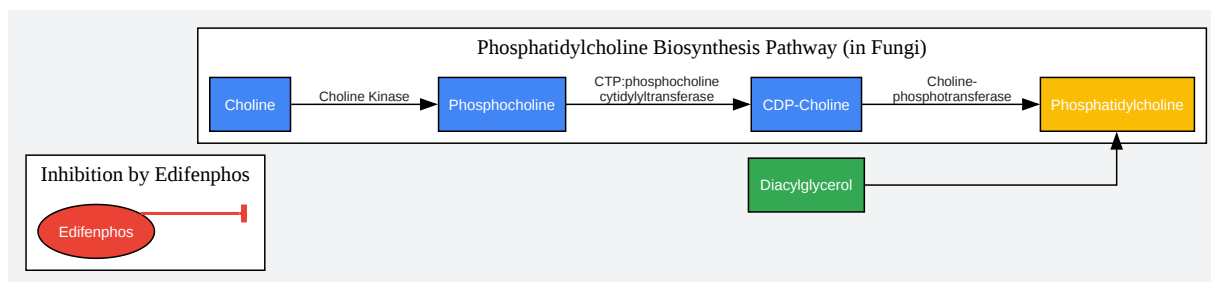 Phosphatidylcholine Biosynthesis Pathway (in Fungi)
Choline
Choline Kinase
Phosphocholine
CTP:phosphocholine
cytidylyltransferase
CDP-Choline
Choline-
phosphotransferase
Phosphatidylcholine
Diacylglycerol
Inhibition by Edifenphos
Edifenphos